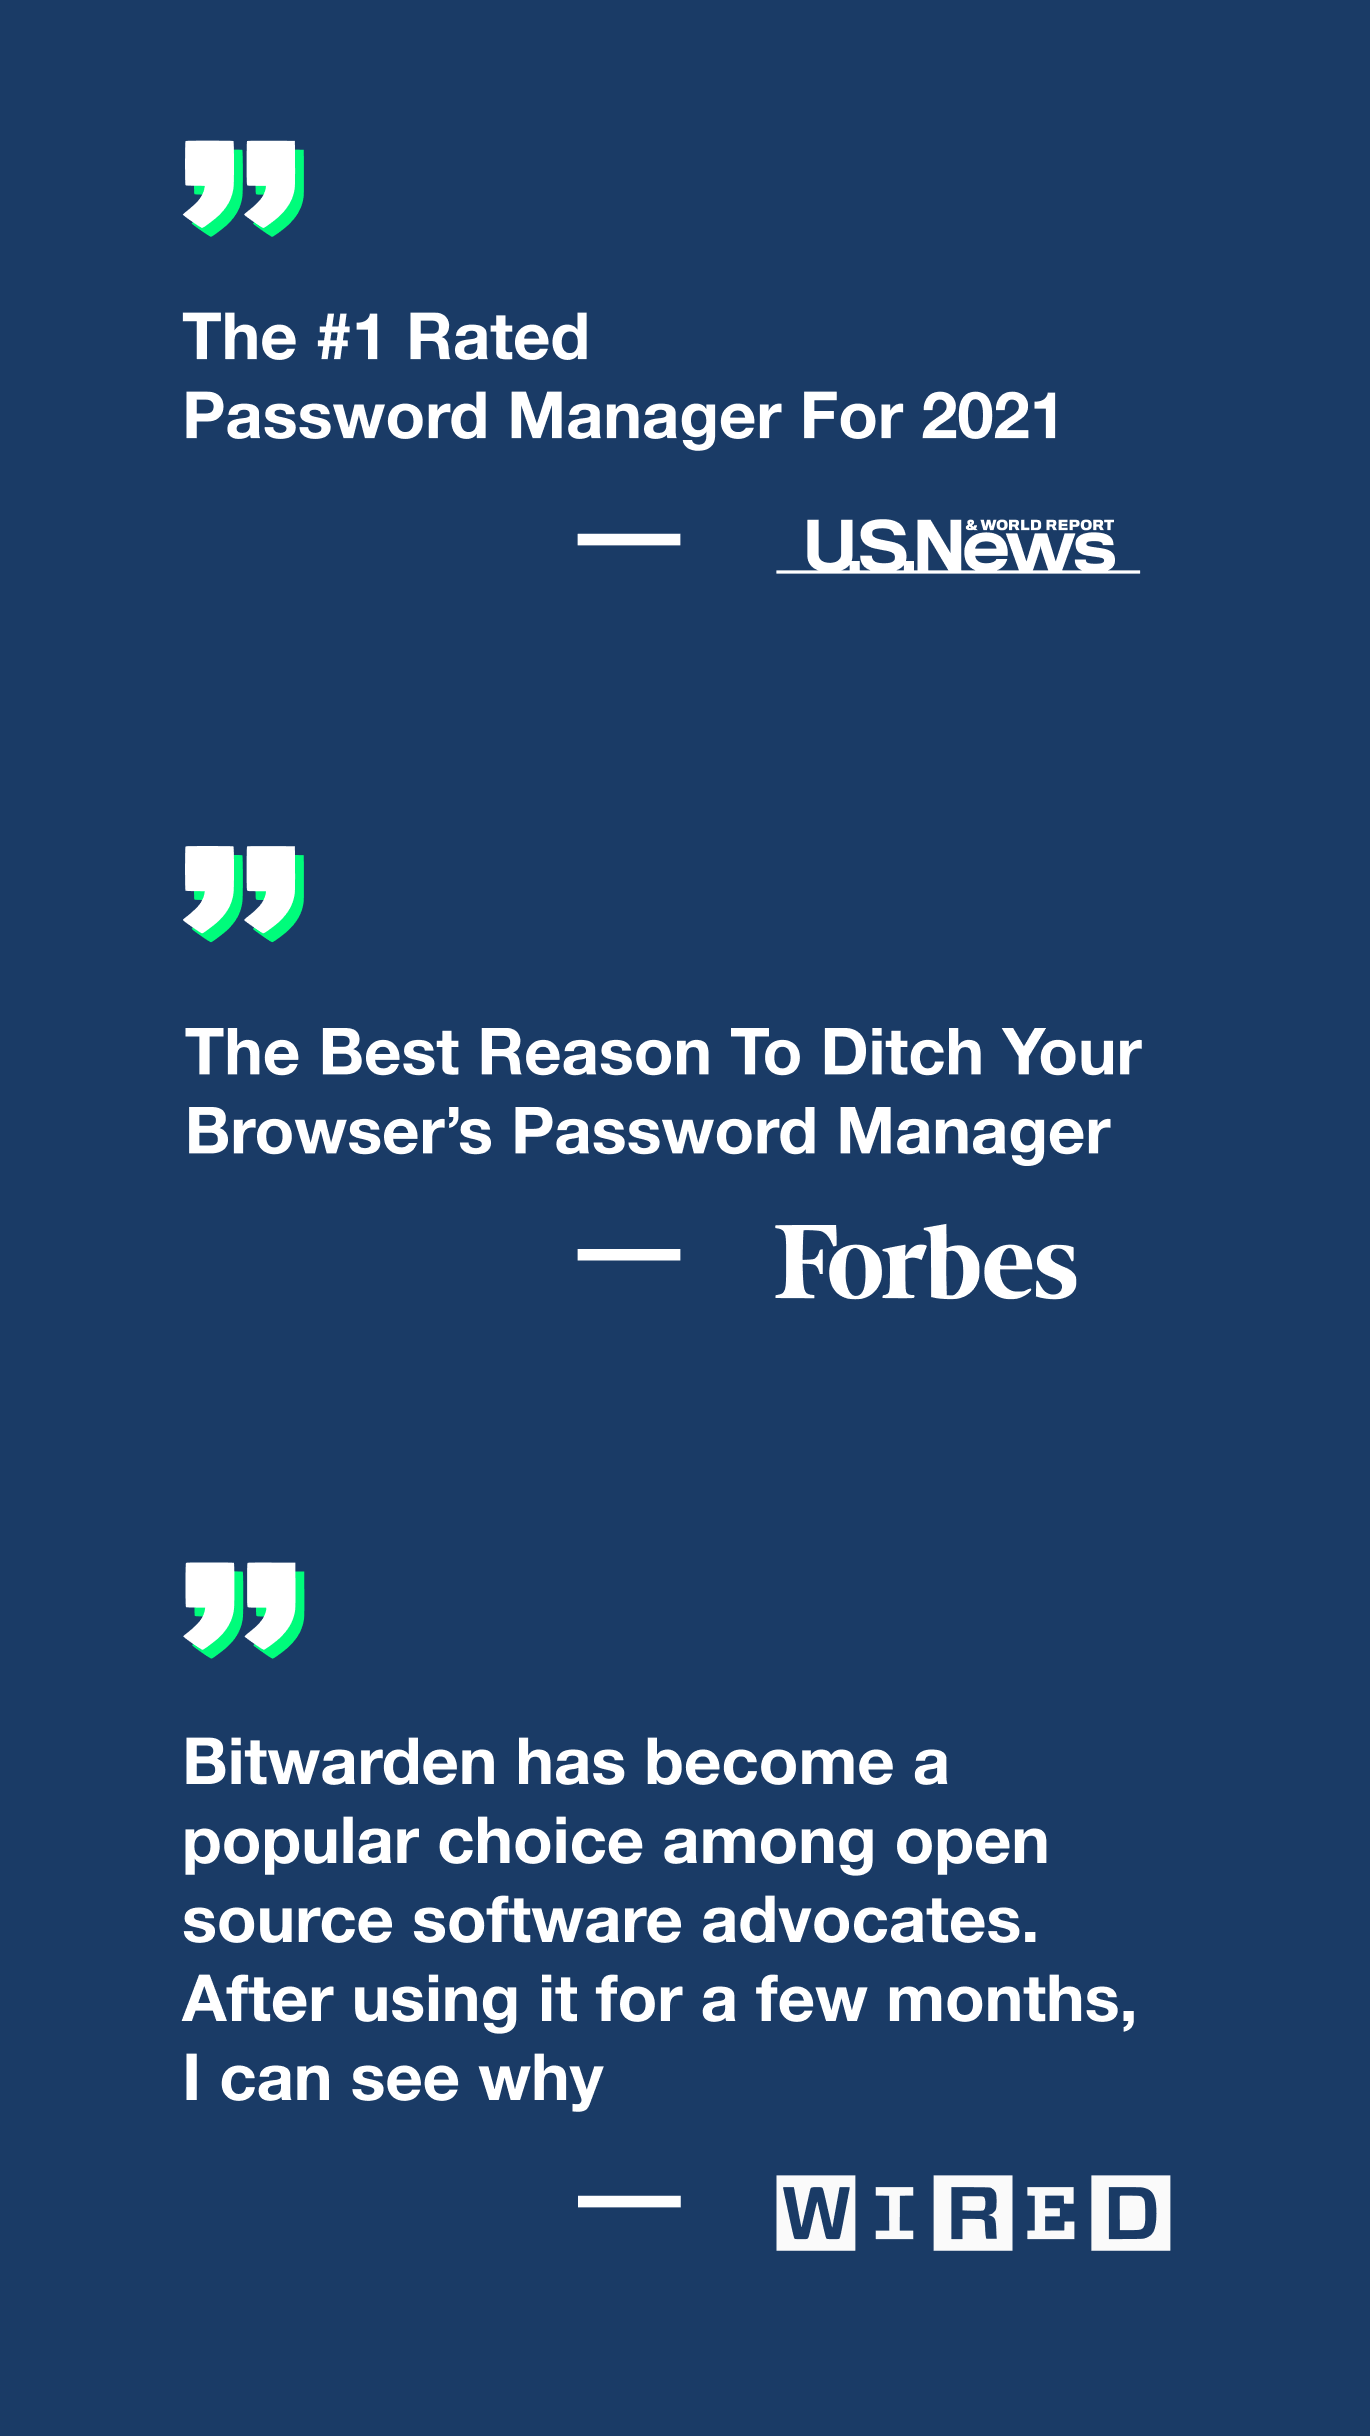 The #1 Rated
Password Manager For 2021
U.S.News & WORLD REPORT
The Best Reason To Ditch Your
Browser’s Password Manager
Forbes
Bitwarden has become a
popular choice among open
source software advocates.
After using it for a few months,
I can see why
WIRED